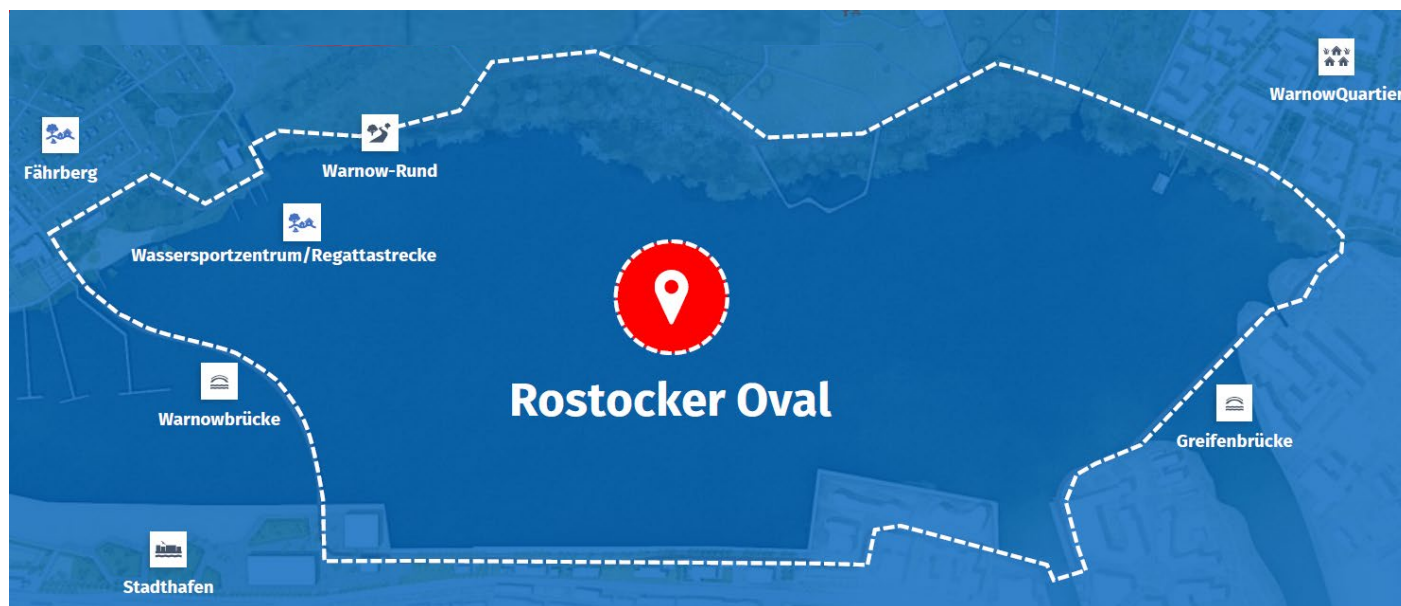 WarnowQuartier
Fährberg
Warnow-Rund
Wassersportzentrum/Regattastrecke
Rostocker Oval
Warnowbrücke
Greifenbrücke
Stadthafen